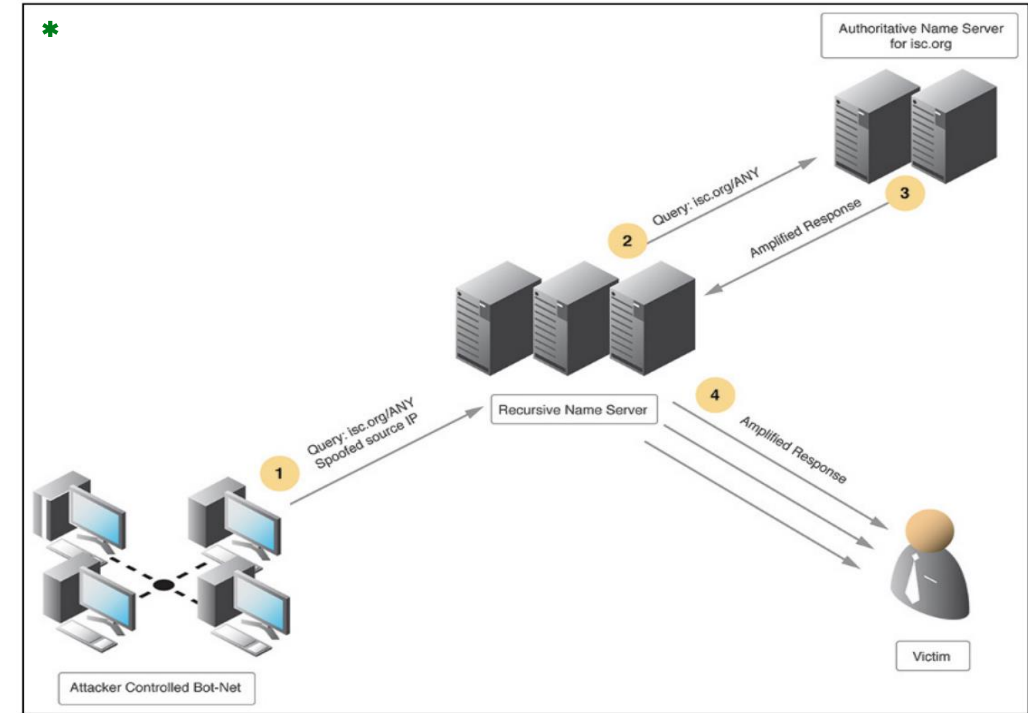 *
Authoritative Name Server
for isc.org
3
Query: isc.org/ANY
2
Amplified Response
Recursive Name Server
4
Query: isc.org/ANY
Spoofed source IP
Amplified Response
1
Victim
Attacker Controlled Bot-Net